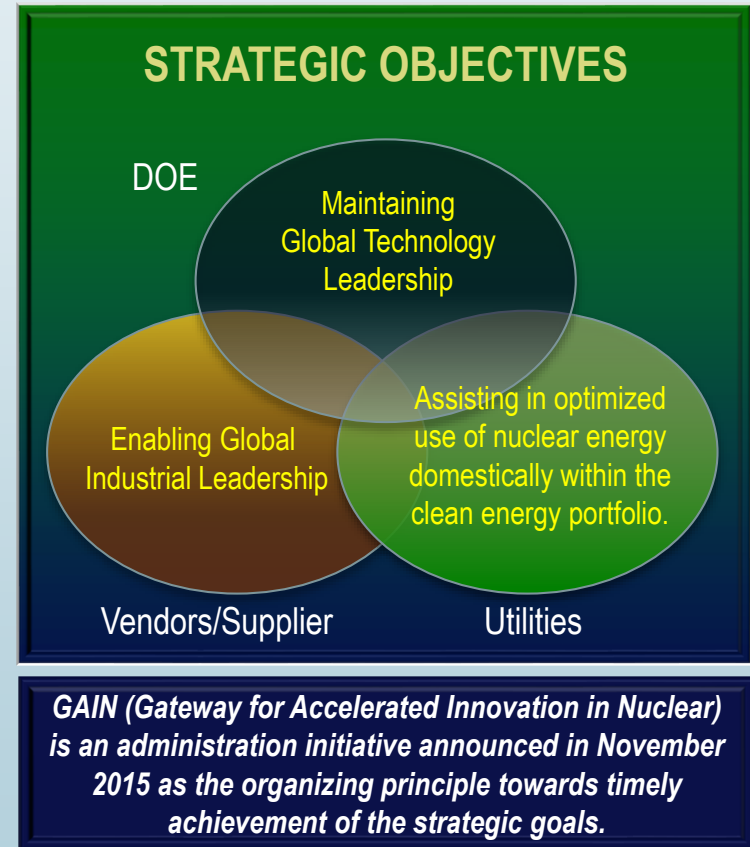 STRATEGIC OBJECTIVES
DOE
Maintaining
Global Technology
Leadership
Enabling Global
Industrial Leadership
Assisting in optimized
use of nuclear energy
domestically within the
clean energy portfolio.
Vendors/Supplier
Utilities
GAIN (Gateway for Accelerated Innovation in Nuclear)
is an administration initiative announced in November
2015 as the organizing principle towards timely
achievement of the strategic goals.